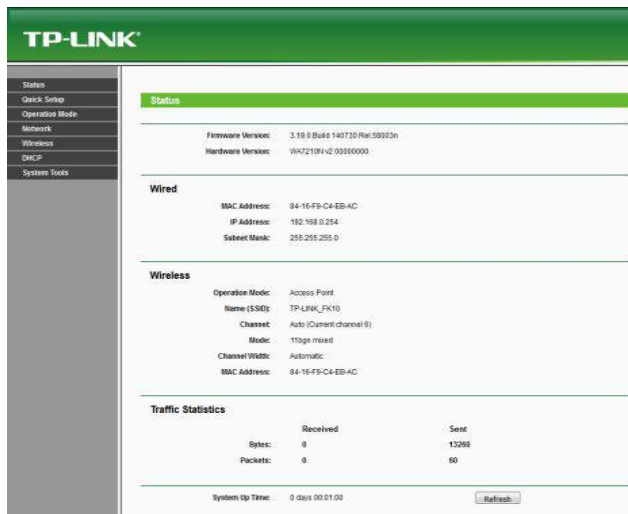 TP-LINK®
Status
Quick Setup
Operation Mode
Network
Wireless
DHCP
System Tools
Status
Firmware Version: 3.19.0 Build 140730 Rel.58003n
Hardware Version: WA7210N v2 00000000
Wired
MAC Address: 84-16-F9-C4-EB-AC
IP Address: 192.168.0.254
Subnet Mask: 255.255.255.0
Wireless
Operation Mode: Access Point
Name (SSID): TP-LINK_FK10
Channel: Auto (Current channel 6)
Mode: 11bgn mixed
Channel Width: Automatic
MAC Address: 84-16-F9-C4-EB-AC
Traffic Statistics
Received Sent
Bytes: 0 13260
Packets: 0 60
System Up Time: 0 days 00:01:00 Refresh